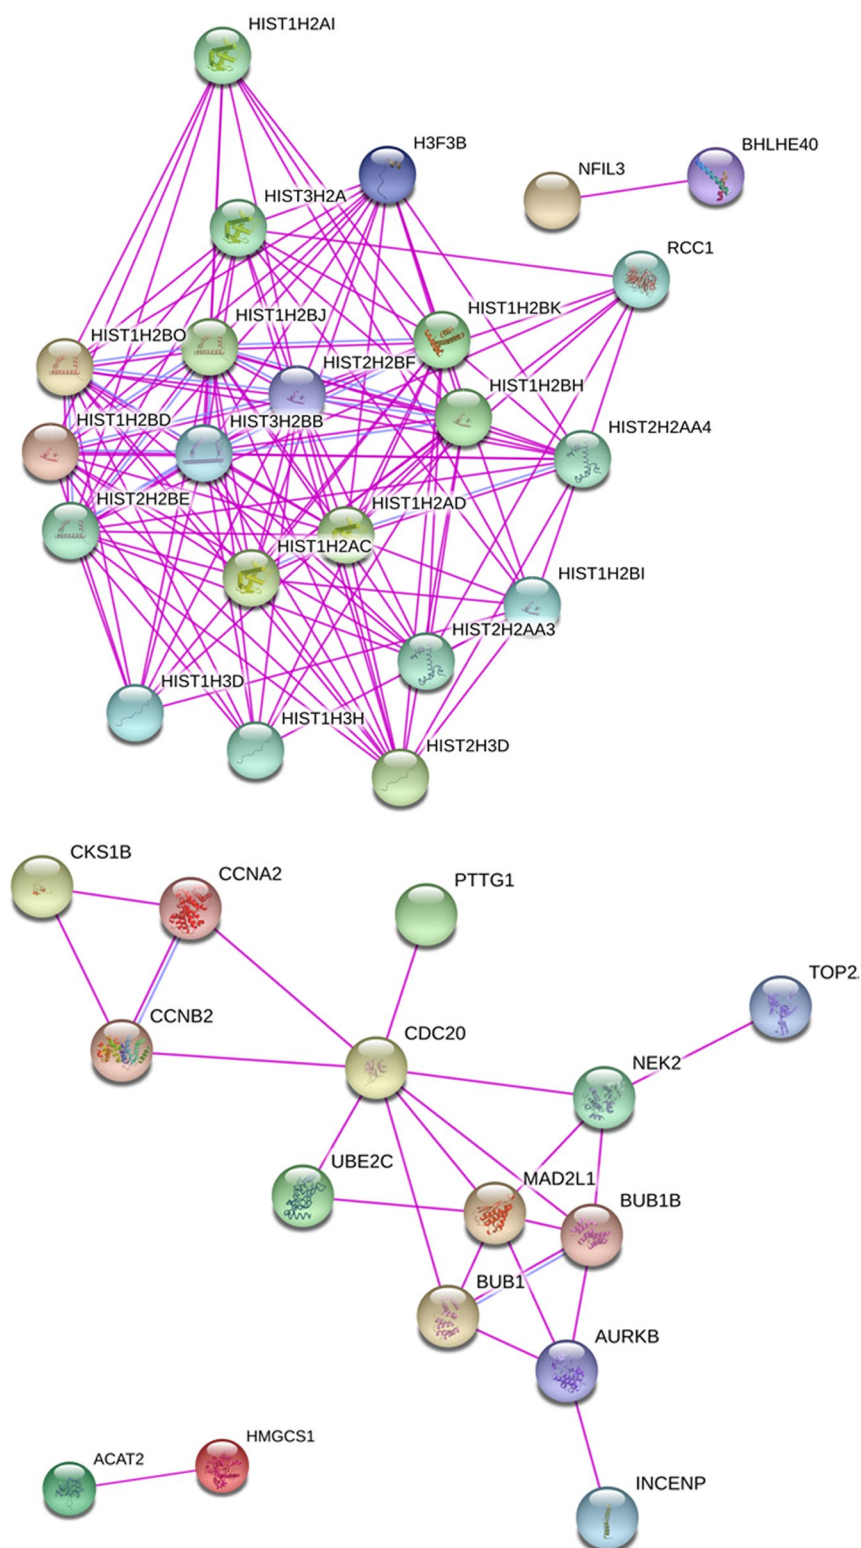 HIST1H2AI
H3F3B
NFIL3
BHLHE40
HIST3H2A
RCC1
HIST1H2BO
HIST1H2BJ
HIST1H2BK
HIST2H2BF
HIST1H2BH
HIST1H2BD
HIST3H2BB
HIST2H2AA4
HIST2H2BE
HIST1H2AD
HIST1H2AC
HIST1H2BI
HIST2H2AA3
HIST1H3D
HIST1H3H
HIST2H3D
CKS1B
CCNA2
PTTG1
TOP2
CCNB2
CDC20
NEK2
UBE2C
MAD2L1
BUB1B
BUB1
AURKB
ACAT2
HMGCS1
INCENP